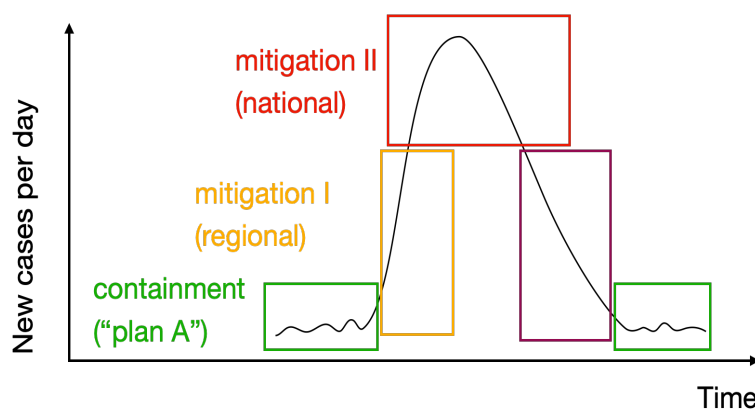 mitigation II
(national)
mitigation I
(regional)
containment
(“plan A”)
New cases per day
Time